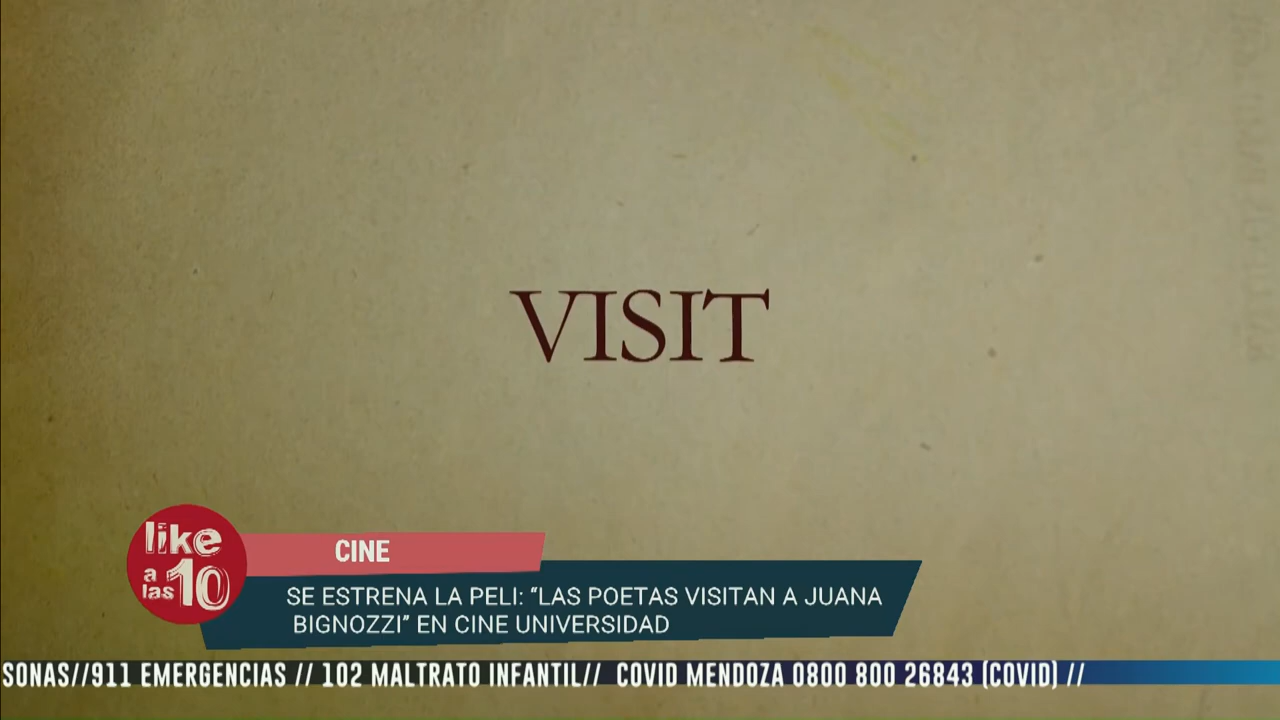 VISIT
like
a
las 10
CINE
SE ESTRENA LA PELI: “LAS POETAS VISITAN A JUANA
BIGNOZZI” EN CINE UNIVERSIDAD
SONAS//911 EMERGENCIAS // 102 MALTRATO INFANTIL// COVID MENDOZA 0800 800 26843 (COVID) //